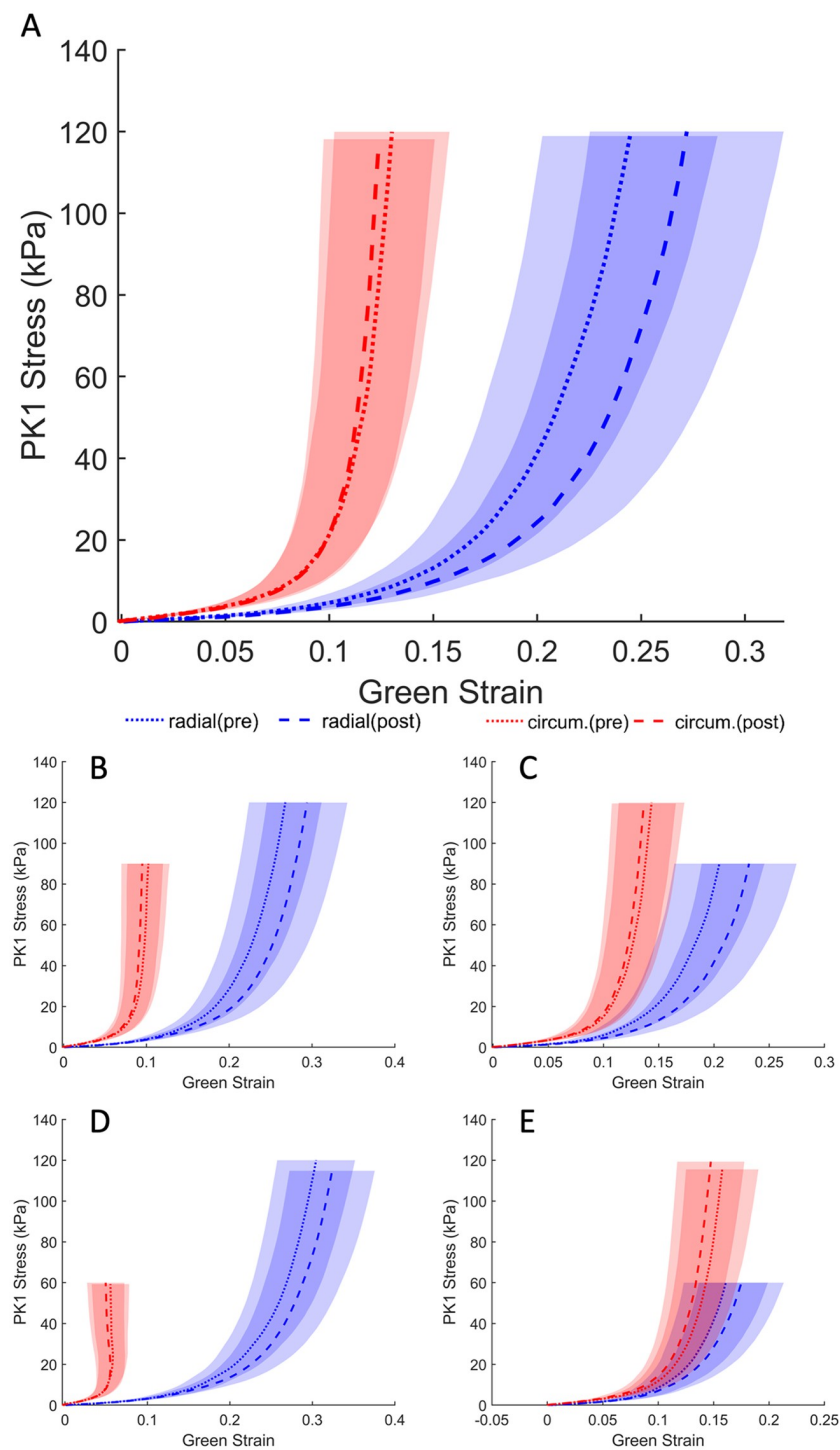 A
140
120
100
80
60
40
20
0
PK1 Stress (kPa)
0 0.05 0.1 0.15 0.2 0.25 0.3
Green Strain
radial(pre) radial(post) circum.(pre) circum.(post)
B
140
120
100
80
60
40
20
0
PK1 Stress (kPa)
0 0.1 0.2 0.3 0.4
Green Strain
C
140
120
100
80
60
40
20
0
PK1 Stress (kPa)
0 0.05 0.1 0.15 0.2 0.25 0.3
Green Strain
D
140
120
100
80
60
40
20
0
PK1 Stress (kPa)
0 0.1 0.2 0.3 0.4
Green Strain
E
140
120
100
80
60
40
20
0
PK1 Stress (kPa)
-0.05 0 0.05 0.1 0.15 0.2 0.25
Green Strain